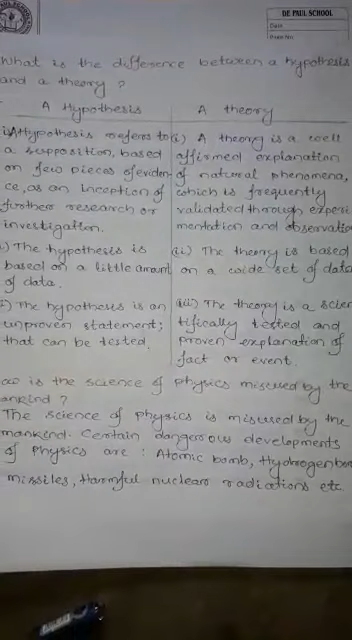 DE PAUL SCHOOL
Date
Page No
What is the difference between a hypothesis
and a theory ?
A Hypothesis
A theory
i) A Hypothesis refers to
a supposition, based
on few pieces of eviden-
ce, as an inception of
further research or
investigation.
i) The hypothesis is
based on a little amount
of data.
i) The hypothesis is an
unproven statement;
that can be tested.
(i) A theory is a well
affirmed explanation
of natural phenomena,
which is frequently
validated through experi
mentation and observation
(ii) The theory is based
on a wide set of data
(iii) The theory is a scien
tifically tested and
proven explanation of
fact or event.
ow is the science of physics misused by the
ankind ?
The science of physics is misused by the
mankind. Certain dangerous developments
of physics are : Atomic bomb, Hydrogen bom
missiles, Harmful nuclear radiations etc.